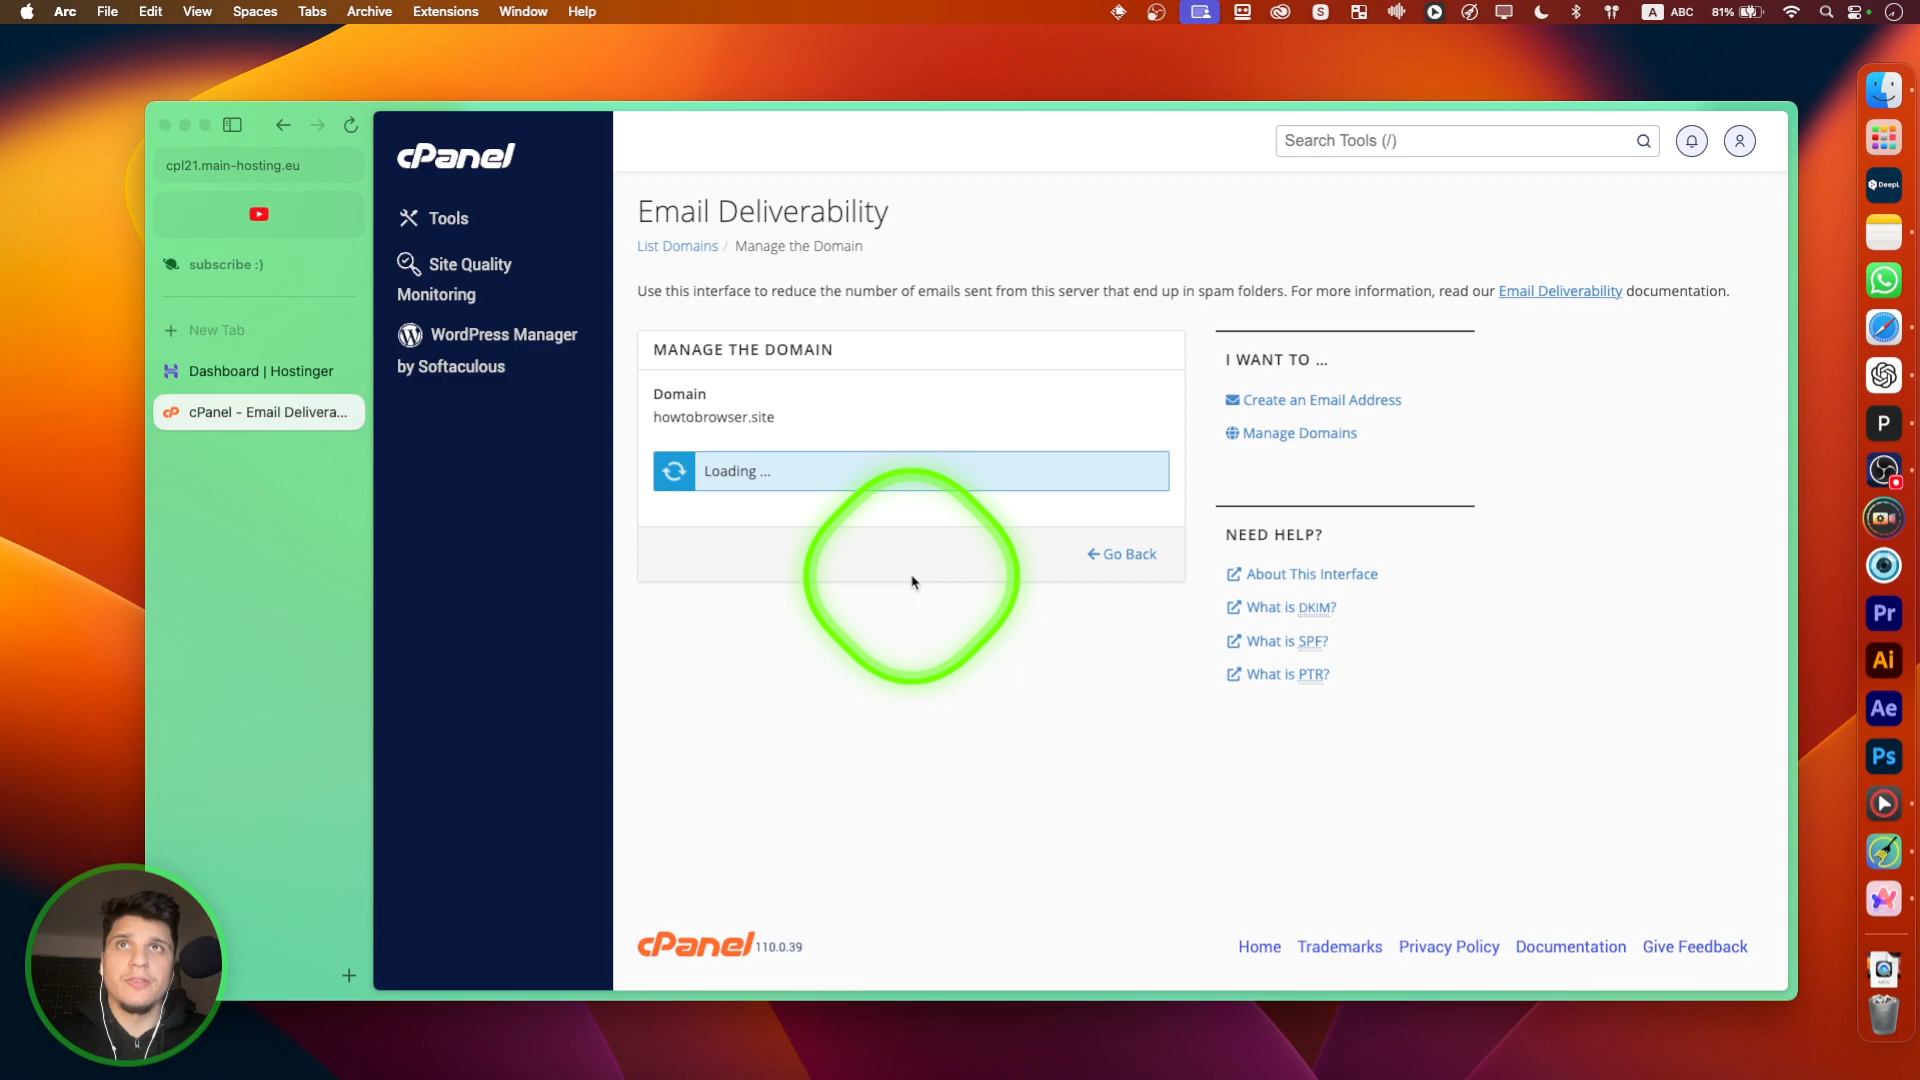 Arc File Edit View Spaces Tabs Archive Extensions Window Help
A ABC 81%
cpl21.main-hosting.eu
subscribe :)
New Tab
Dashboard | Hostinger
cPanel - Email Delivera...
cPanel
Tools
Site Quality
Monitoring
WordPress Manager
by Softaculous
Search Tools (/)
Email Deliverability
List Domains / Manage the Domain
Use this interface to reduce the number of emails sent from this server that end up in spam folders. For more information, read our Email Deliverability documentation.
MANAGE THE DOMAIN
Domain
howtobrowser.site
Loading ...
Go Back
I WANT TO ...
Create an Email Address
Manage Domains
NEED HELP?
About This Interface
What is DKIM?
What is SPF?
What is PTR?
cPanel 110.0.39
Home Trademarks Privacy Policy Documentation Give Feedback
DeepL
P
Pr
Ai
Ae
Ps